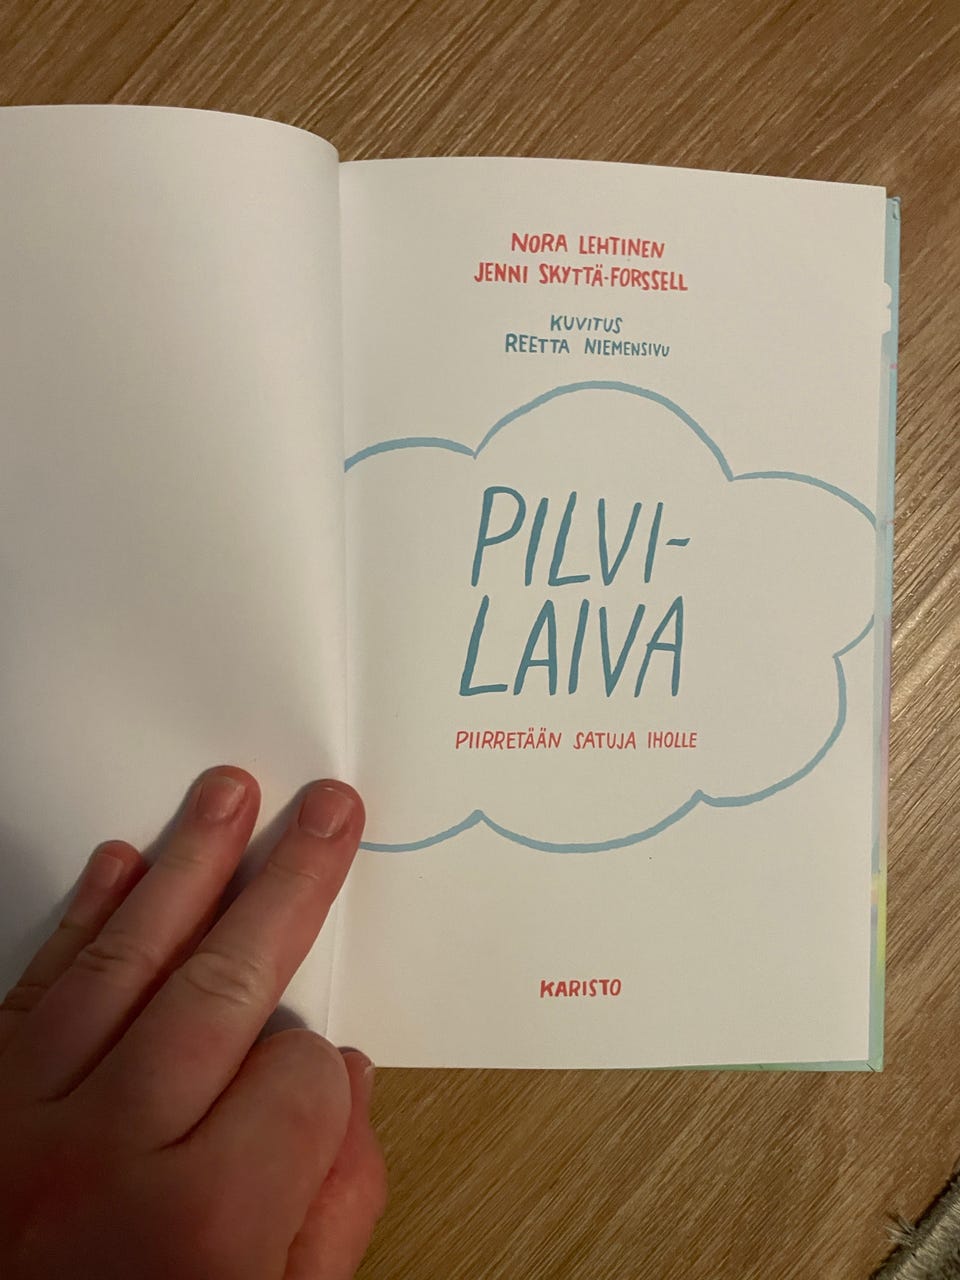 NORA LEHTINEN
JENNI SKYTTÄ-FORSSELL
KUVITUS
REETTA NIEMENSIVU
PILVI-
LAIVA
PIIRRETÄÄN SATUJA IHOLLE
KARISTO